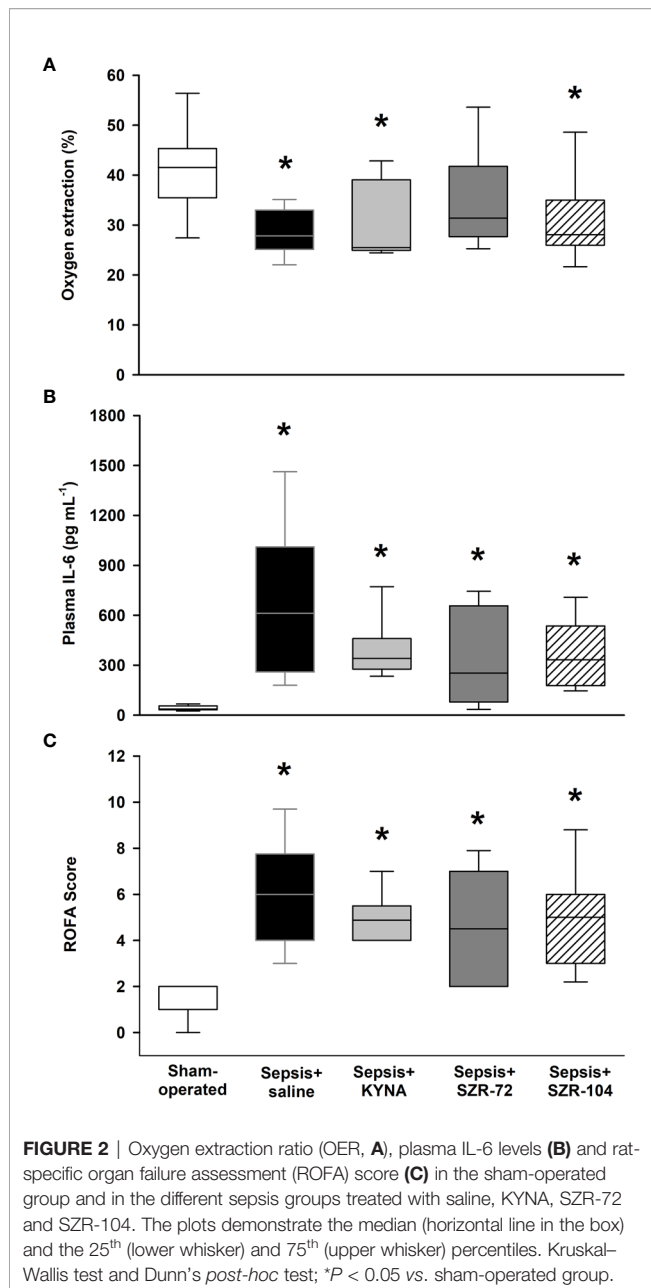 A
Oxygen extraction (%)
60
50
40
30
20
10
0
*
*
*
B
Plasma IL-6 (pg mL⁻¹)
1800
1500
1200
900
600
300
0
*
*
*
*
C
ROFA Score
12
10
8
6
4
2
0
*
*
*
*
Sham-
operated
Sepsis+
saline
Sepsis+
KYNA
Sepsis+
SZR-72
Sepsis+
SZR-104
FIGURE 2 | Oxygen extraction ratio (OER, A), plasma IL-6 levels (B) and rat-
specific organ failure assessment (ROFA) score (C) in the sham-operated
group and in the different sepsis groups treated with saline, KYNA, SZR-72
and SZR-104. The plots demonstrate the median (horizontal line in the box)
and the 25th (lower whisker) and 75th (upper whisker) percentiles. Kruskal–
Wallis test and Dunn's post-hoc test; *P < 0.05 vs. sham-operated group.